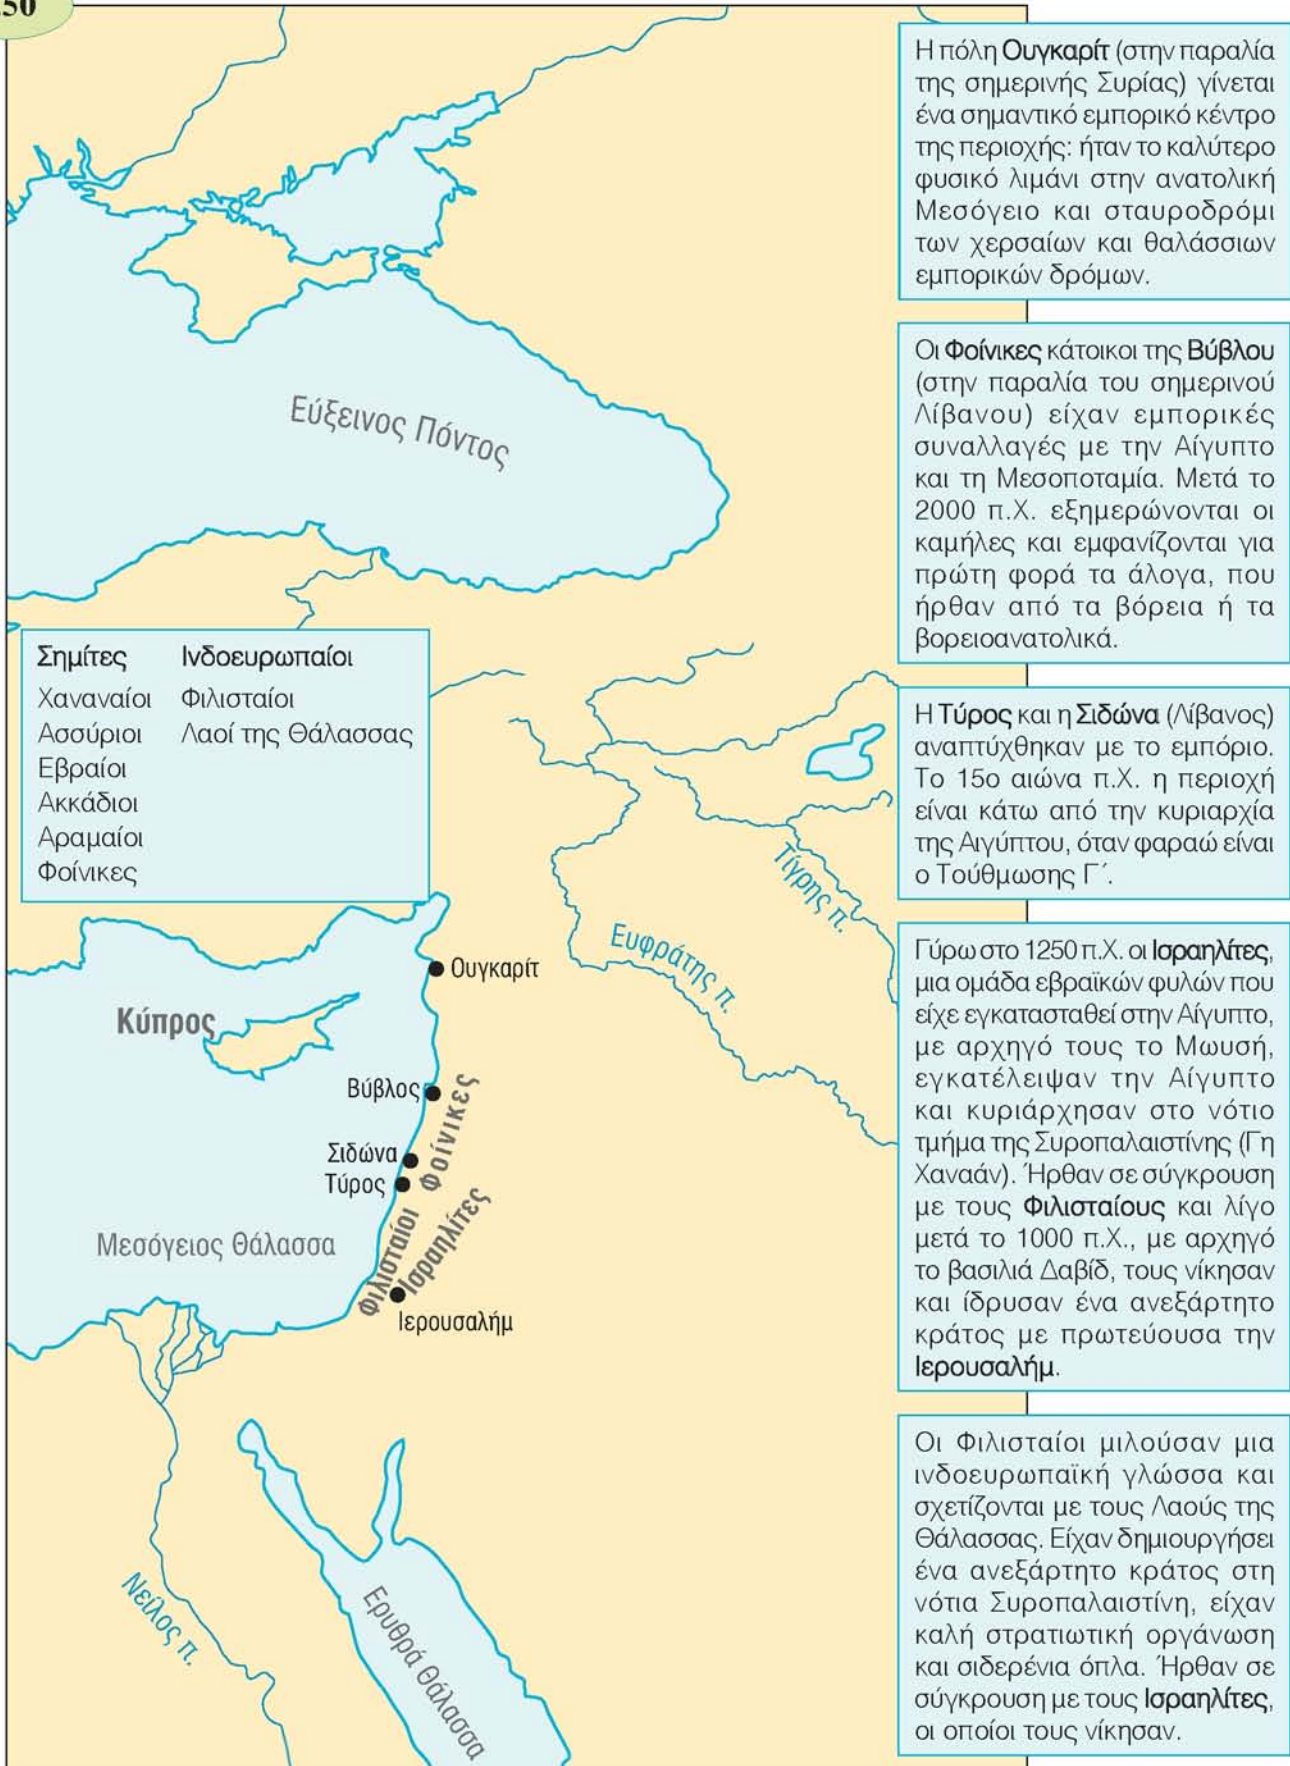 50
Η πόλη Ουγκαρίτ (στην παραλία
της σημερινής Συρίας) γίνεται
ένα σημαντικό εμπορικό κέντρο
της περιοχής: ήταν το καλύτερο
φυσικό λιμάνι στην ανατολική
Μεσόγειο και σταυροδρόμι
των χερσαίων και θαλάσσιων
εμπορικών δρόμων.
Οι Φοίνικες κάτοικοι της Βύβλου
(στην παραλία του σημερινού
Λίβανου) είχαν εμπορικές
συναλλαγές με την Αίγυπτο
και τη Μεσοποταμία. Μετά το
2000 π.Χ. εξημερώνονται οι
καμήλες και εμφανίζονται για
πρώτη φορά τα άλογα, που
ήρθαν από τα βόρεια ή τα
βορειοανατολικά.
Η Τύρος και η Σιδώνα (Λίβανος)
αναπτύχθηκαν με το εμπόριο.
Το 15ο αιώνα π.Χ. η περιοχή
είναι κάτω από την κυριαρχία
της Αιγύπτου, όταν φαραώ είναι
ο Τούθμωσης Γ΄.
Γύρω στο 1250 π.Χ. οι Ισραηλίτες,
μια ομάδα εβραϊκών φυλών που
είχε εγκατασταθεί στην Αίγυπτο,
με αρχηγό τους το Μωυσή,
εγκατέλειψαν την Αίγυπτο
και κυριάρχησαν στο νότιο
τμήμα της Συροπαλαιστίνης (Γη
Χαναάν). Ήρθαν σε σύγκρουση
με τους Φιλισταίους και λίγο
μετά το 1000 π.Χ., με αρχηγό
το βασιλιά Δαβίδ, τους νίκησαν
και ίδρυσαν ένα ανεξάρτητο
κράτος με πρωτεύουσα την
Ιερουσαλήμ.
Οι Φιλισταίοι μιλούσαν μια
ινδοευρωπαϊκή γλώσσα και
σχετίζονται με τους Λαούς της
Θάλασσας. Είχαν δημιουργήσει
ένα ανεξάρτητο κράτος στη
νότια Συροπαλαιστίνη, είχαν
καλή στρατιωτική οργάνωση
και σιδερένια όπλα. Ήρθαν σε
σύγκρουση με τους Ισραηλίτες,
οι οποίοι τους νίκησαν.
Εύξεινος Πόντος
Σημίτες Ινδοευρωπαίοι
Χαναναίοι Φιλισταίοι
Ασσύριοι Λαοί της Θάλασσας
Εβραίοι
Ακκάδιοι
Αραμαίοι
Φοίνικες
Τίγρης π.
Ευφράτης π.
Ουγκαρίτ
Κύπρος
Βύβλος
Φοίνικες
Σιδώνα
Τύρος
Μεσόγειος Θάλασσα
Φιλισταίοι
Ισραηλίτες
Ιερουσαλήμ
Νείλος π.
Ερυθρά Θάλασσα